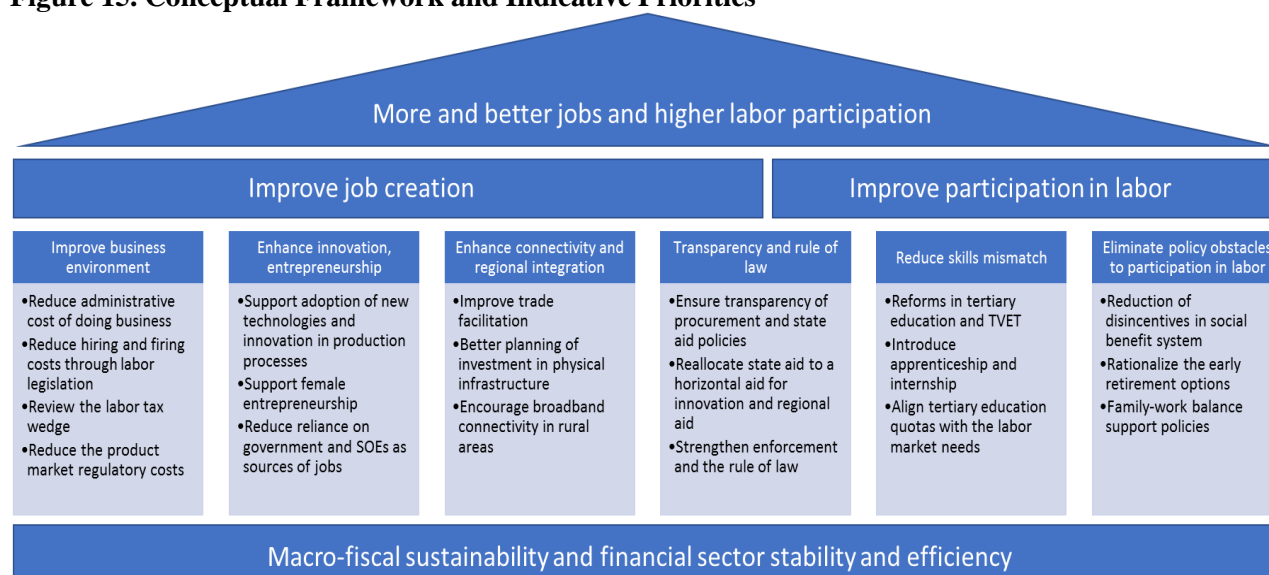 Figure 15. Conceptual Framework and Indicative Priorities
More and better jobs and higher labor participation
Improve job creation
Improve participation in labor
Improve business
environment
•Reduce administrative
cost of doing business
•Reduce hiring and firing
costs through labor
legislation
•Review the labor tax
wedge
•Reduce the product
market regulatory costs
Enhance innovation,
entrepreneurship
•Support adoption of new
technologies and
innovation in production
processes
•Support female
entrepreneurship
•Reduce reliance on
government and SOEs as
sources of jobs
Enhance connectivity and
regional integration
•Improve trade
facilitation
•Better planning of
investment in physical
infrastructure
•Encourage broadband
connectivity in rural
areas
Transparency and rule of
law
•Ensure transparency of
procurement and state
aid policies
•Reallocate state aid to a
horizontal aid for
innovation and regional
aid
•Strengthen enforcement
and the rule of law
Reduce skills mismatch
•Reforms in tertiary
education and TVET
•Introduce
apprenticeship and
internship
•Align tertiary education
quotas with the labor
market needs
Eliminate policy obstacles
to participation in labor
•Reduction of
disincentives in social
benefit system
•Rationalize the early
retirement options
•Family-work balance
support policies
Macro-fiscal sustainability and financial sector stability and efficiency